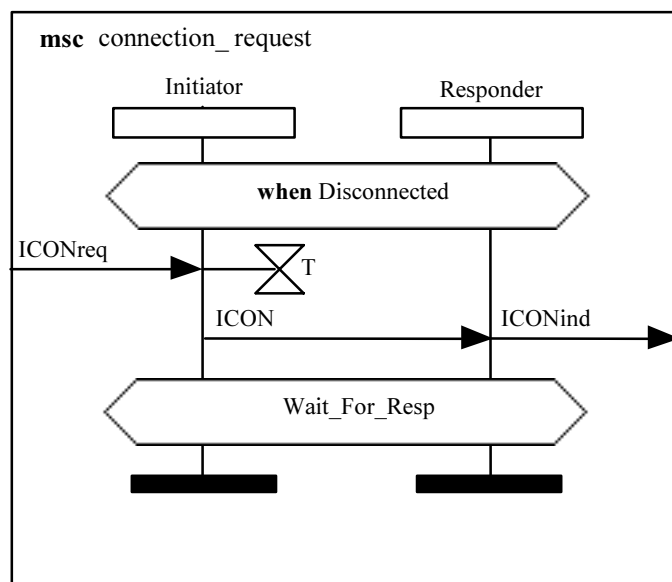 msc connection_ request
Initiator
Responder
when Disconnected
ICONreq
T
ICON
ICONind
Wait_For_Resp